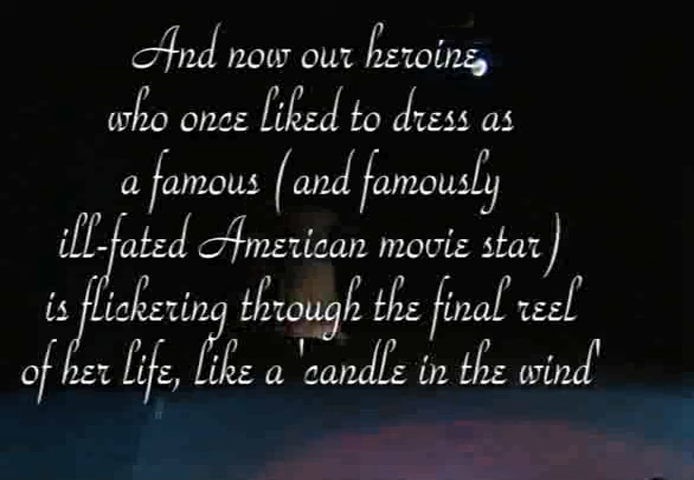 And now our heroine
who once liked to dress as
a famous (and famously
ill-fated American movie star)
is flickering through the final reel
of her life, like a 'candle in the wind'